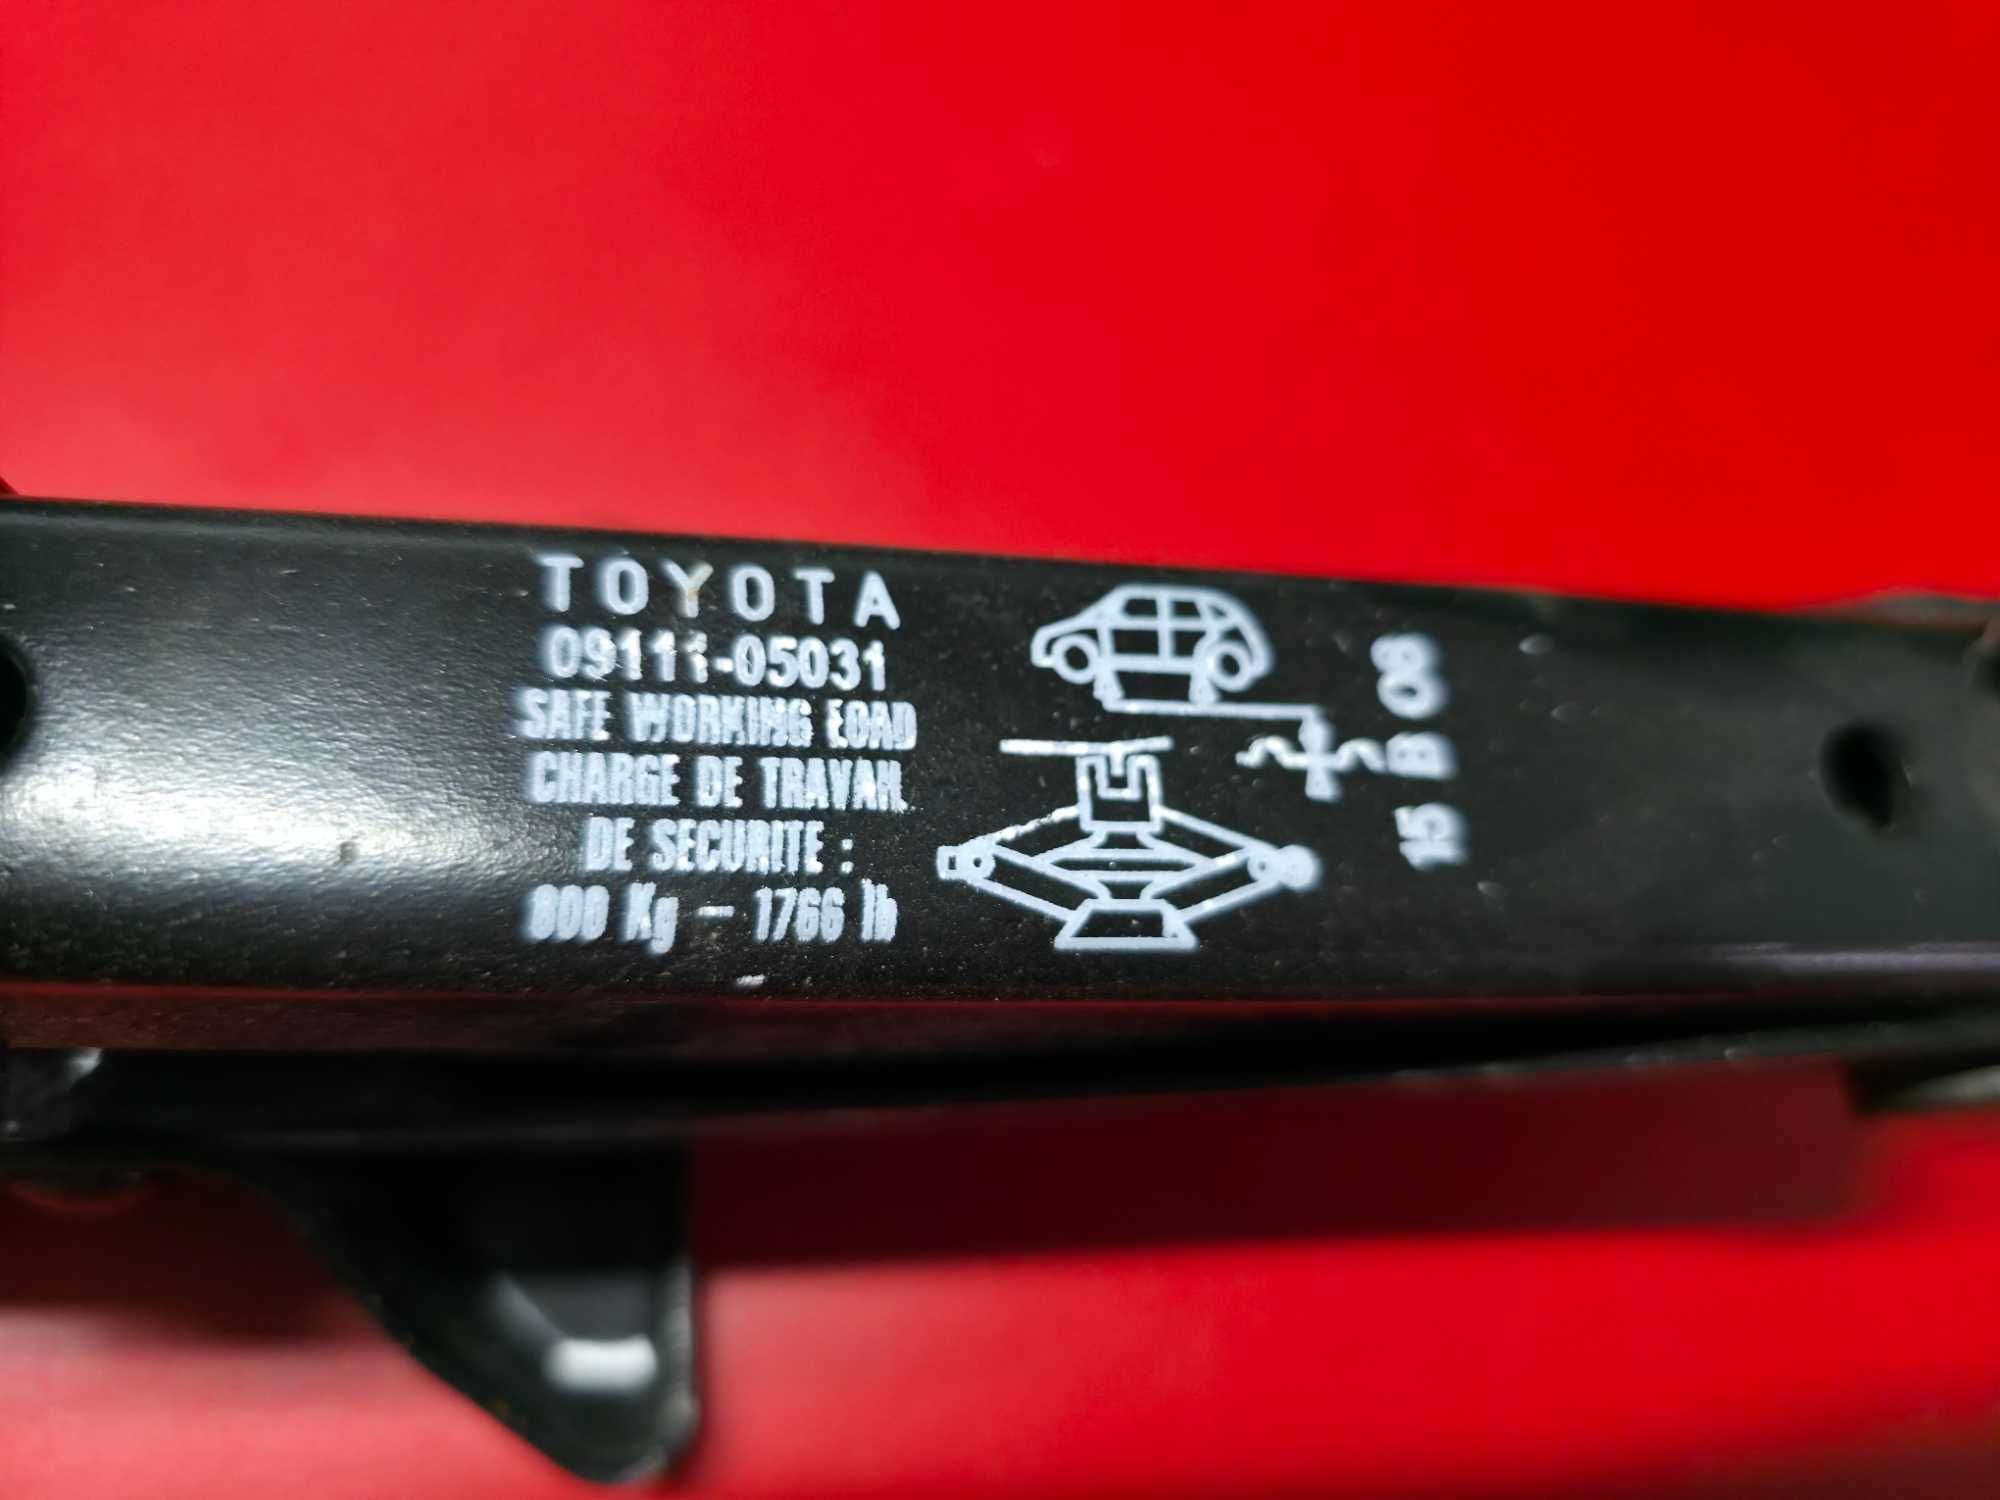 TOYOTA
09111-05031
SAFE WORKING LOAD
CHARGE DE TRAVAIL
DE SECURITE :
800 Kg - 1766 lb
15 B 08